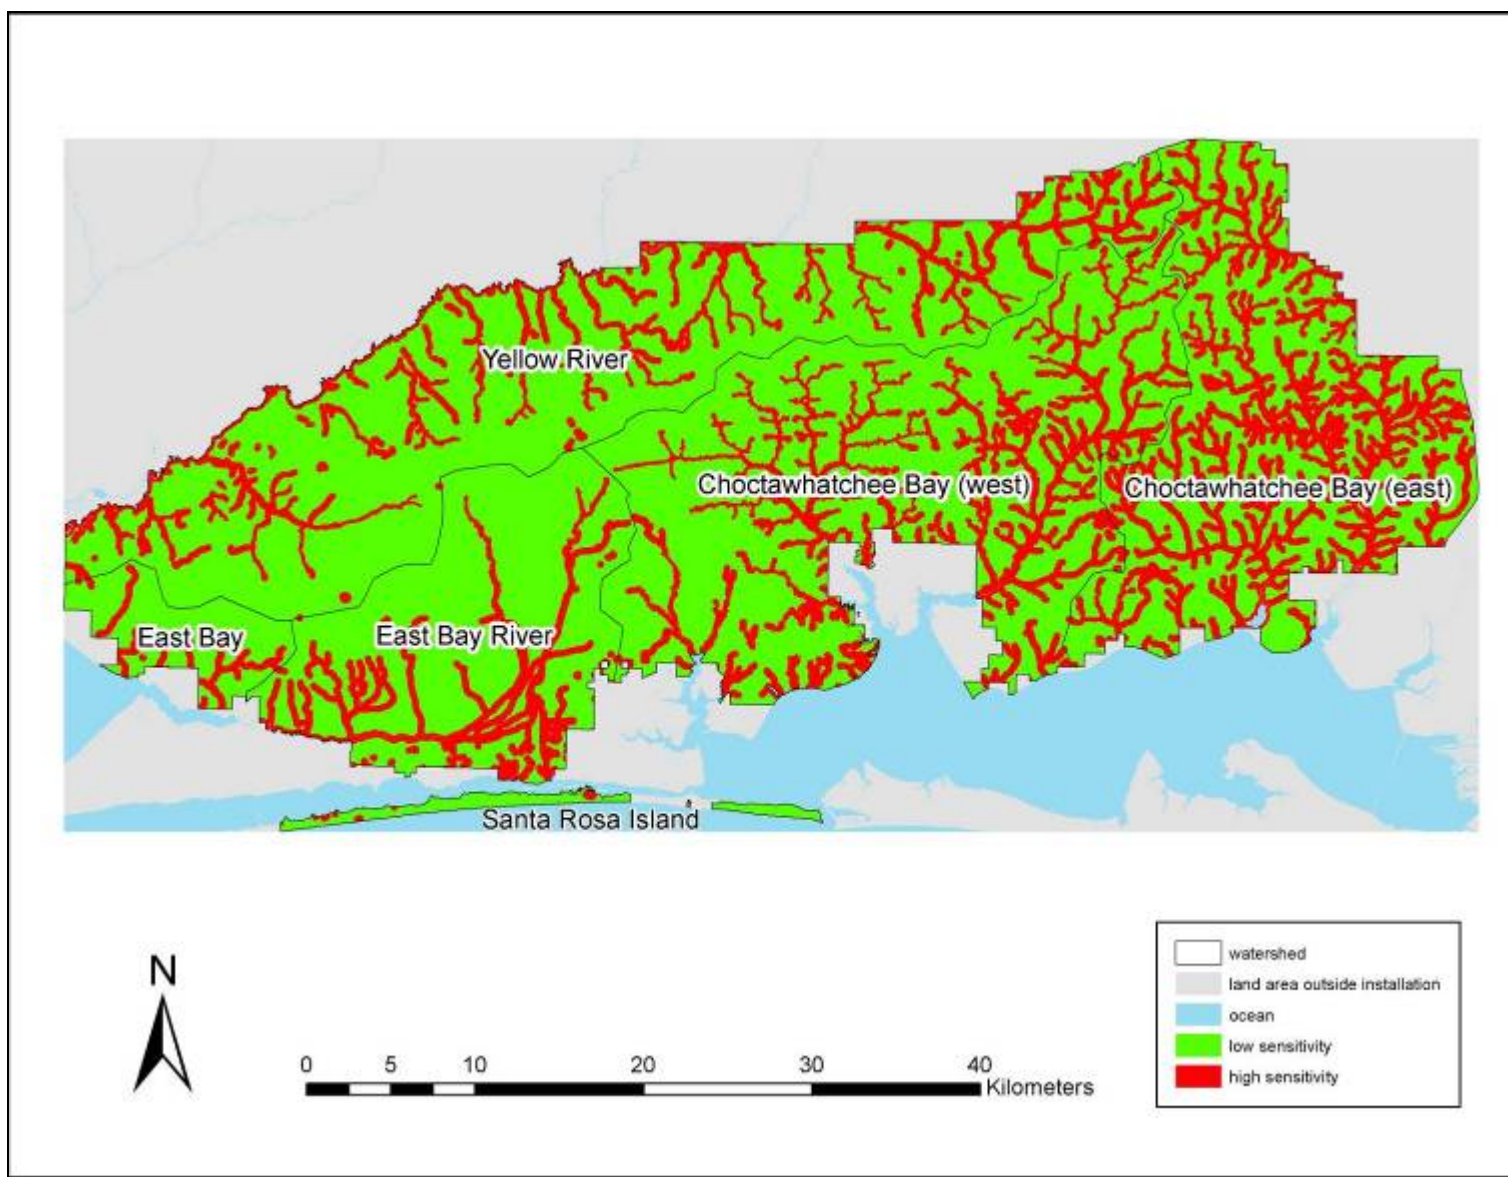 Yellow River
Choctawhatchee Bay (west)
Choctawhatchee Bay (east)
East Bay
East Bay River
Santa Rosa Island
N
0 5 10 20 30 40
Kilometers
watershed
land area outside installation
ocean
low sensitivity
high sensitivity